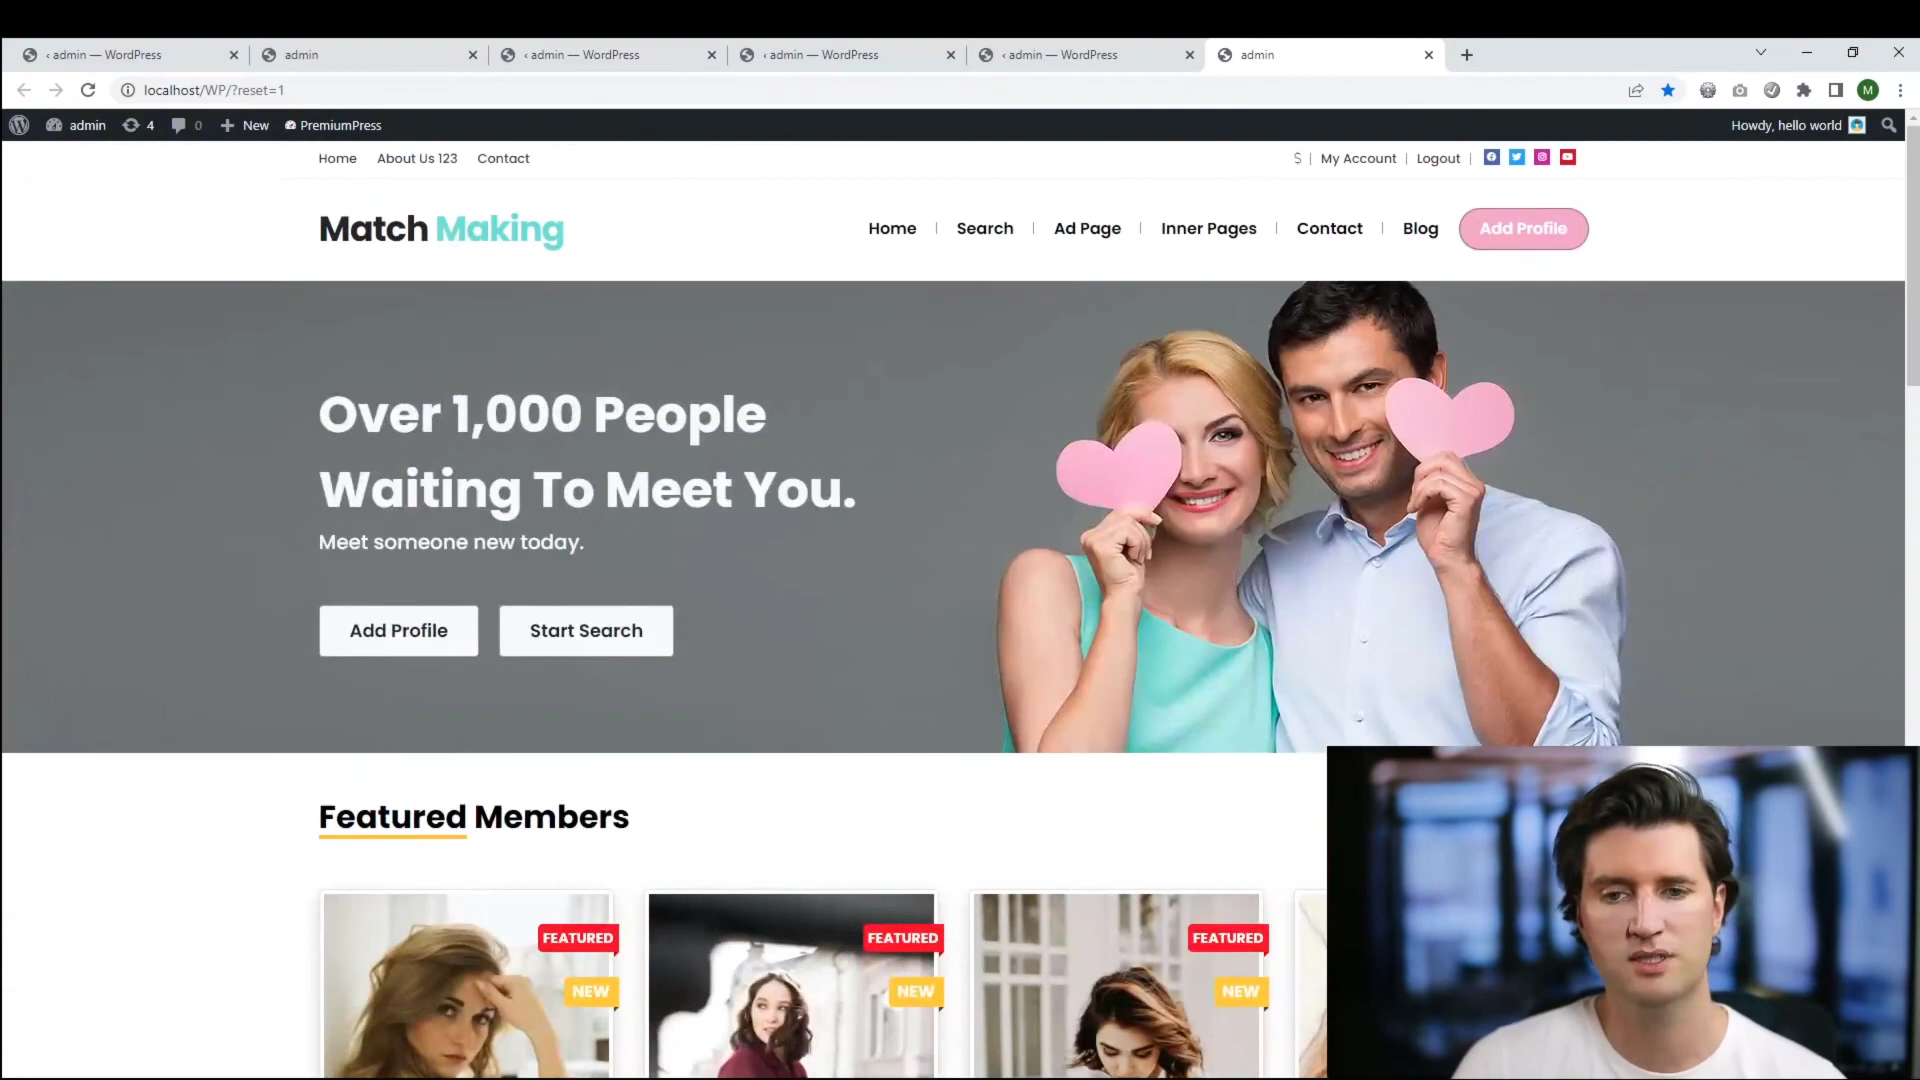 ‹ admin — WordPress
admin
‹ admin — WordPress
‹ admin — WordPress
‹ admin — WordPress
admin
localhost/WP/?reset=1
M
admin 4 0 New PremiumPress
Howdy, hello world
Home About Us 123 Contact
$ | My Account | Logout |
Match Making
Home Search Ad Page Inner Pages Contact Blog Add Profile
Over 1,000 People
Waiting To Meet You.
Meet someone new today.
Add Profile Start Search
Featured Members
FEATURED FEATURED FEATURED
NEW NEW NEW